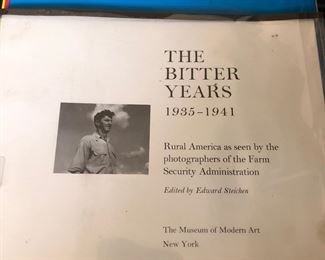 THE
BITTER
YEARS
1935–1941
Rural America as seen by the
photographers of the Farm
Security Administration
Edited by Edward Steichen
The Museum of Modern Art
New York